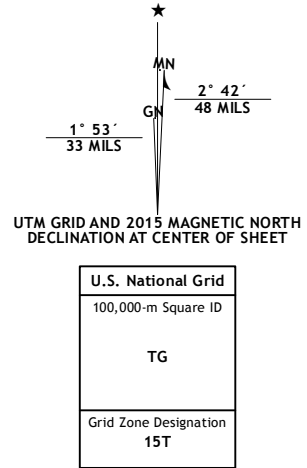 ★
MN
GN
2° 42´
48 MILS
1° 53´
33 MILS
UTM GRID AND 2015 MAGNETIC NORTH
DECLINATION AT CENTER OF SHEET
U.S. National Grid
100,000-m Square ID
TG
Grid Zone Designation
15T